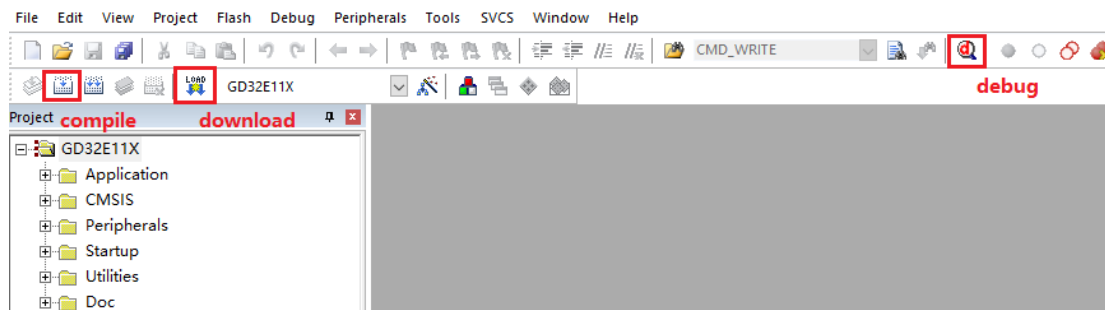 File Edit View Project Flash Debug Peripherals Tools SVCS Window Help
CMD_WRITE
LOAD GD32E11X debug
Project compile download
GD32E11X
Application
CMSIS
Peripherals
Startup
Utilities
Doc